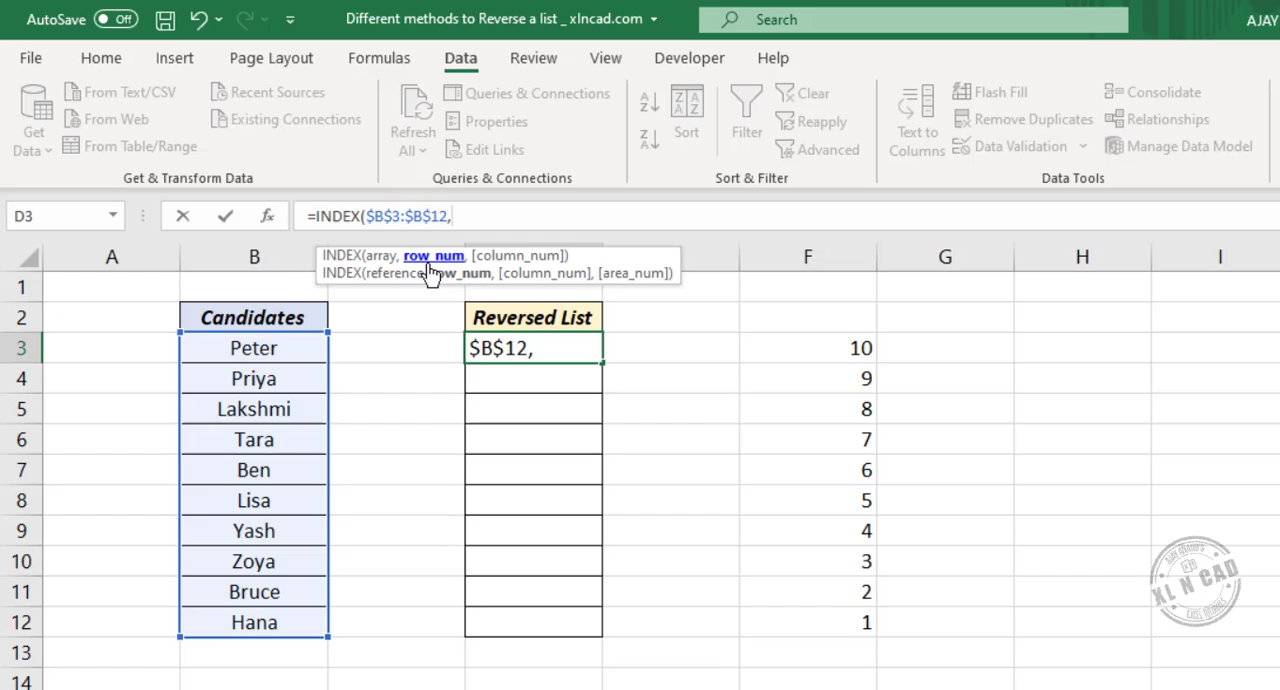 AutoSave Off Different methods to Reverse a list _ xlncad.com Search AJAY
File Home Insert Page Layout Formulas Data Review View Developer Help
Get Data
From Text/CSV
From Web
From Table/Range
Recent Sources
Existing Connections
Get & Transform Data
Refresh All
Queries & Connections
Properties
Edit Links
Queries & Connections
Sort
Filter
Clear
Reapply
Advanced
Sort & Filter
Text to Columns
Flash Fill
Remove Duplicates
Data Validation
Consolidate
Relationships
Manage Data Model
Data Tools
D3 fx =INDEX($B$3:$B$12,
INDEX(array, row_num, [column_num])
INDEX(reference, row_num, [column_num], [area_num])
A B F G H I
1
2 Candidates Reversed List
3 Peter $B$12, 10
4 Priya 9
5 Lakshmi 8
6 Tara 7
7 Ben 6
8 Lisa 5
9 Yash 4
10 Zoya 3
11 Bruce 2
12 Hana 1
13
14
XL N CAD